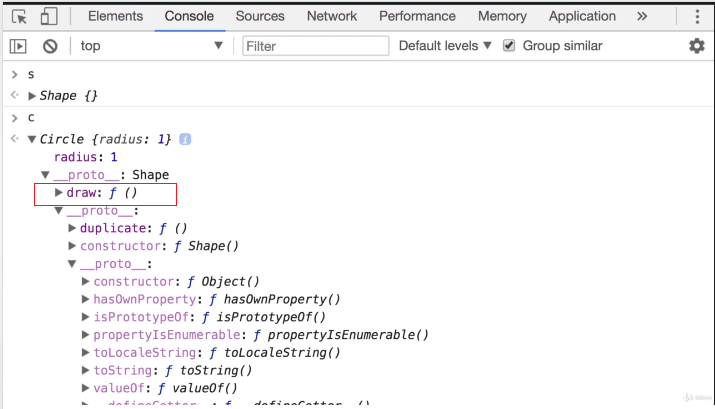 Elements Console Sources Network Performance Memory Application »
top ▼ Filter Default levels ▼ Group similar
> s
▶ Shape {}
> c
▼ Circle {radius: 1} i
radius: 1
▼ __proto__: Shape
▶ draw: ƒ ()
▼ __proto__:
▶ duplicate: ƒ ()
▶ constructor: ƒ Shape()
▼ __proto__:
▶ constructor: ƒ Object()
▶ hasOwnProperty: ƒ hasOwnProperty()
▶ isPrototypeOf: ƒ isPrototypeOf()
▶ propertyIsEnumerable: ƒ propertyIsEnumerable()
▶ toLocaleString: ƒ toLocaleString()
▶ toString: ƒ toString()
▶ valueOf: ƒ valueOf()
▶ __defineGetter__: ƒ __defineGetter__()